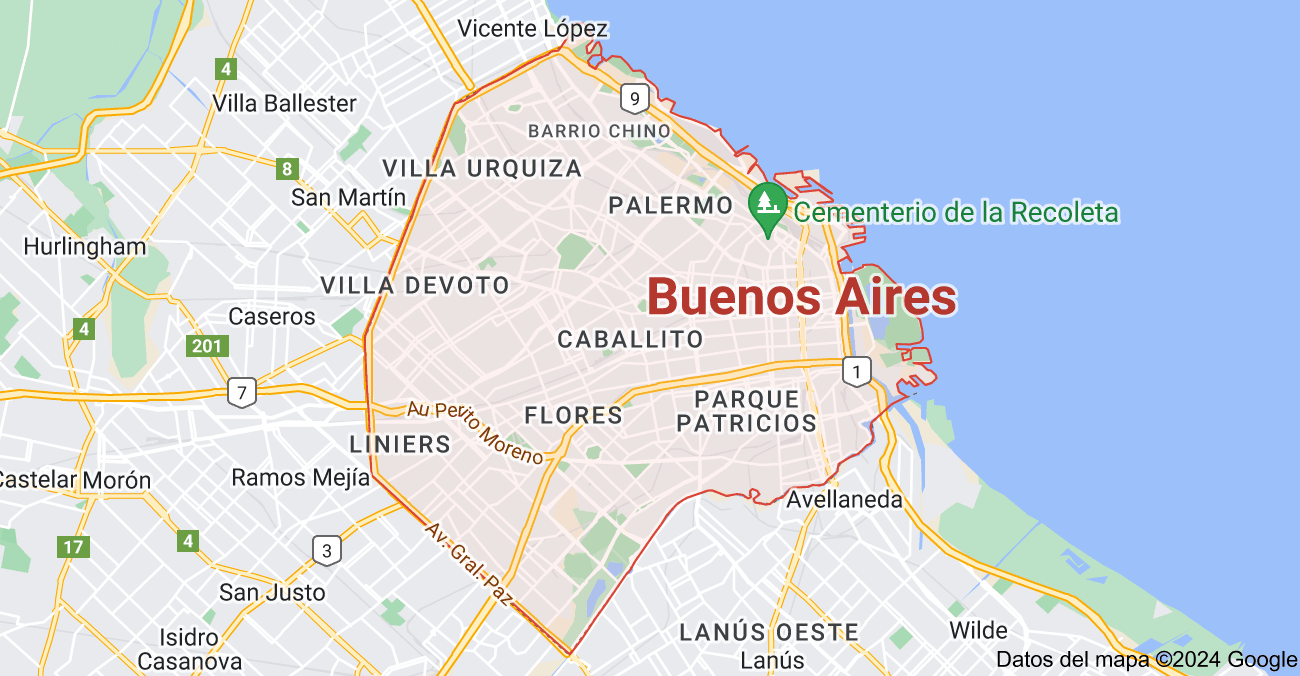 Vicente López
4
9
Villa Ballester
BARRIO CHINO
8
VILLA URQUIZA
San Martín
PALERMO
Cementerio de la Recoleta
Hurlingham
VILLA DEVOTO
Buenos Aires
Caseros
4
201
CABALLITO
1
7
Au Perito Moreno
FLORES
PARQUE
PATRICIOS
LINIERS
Castelar
Morón
Ramos Mejía
Avellaneda
17
4
3
Av. Gral. Paz
San Justo
Isidro
Casanova
LANÚS OESTE
Lanús
Wilde
Datos del mapa ©2024 Google